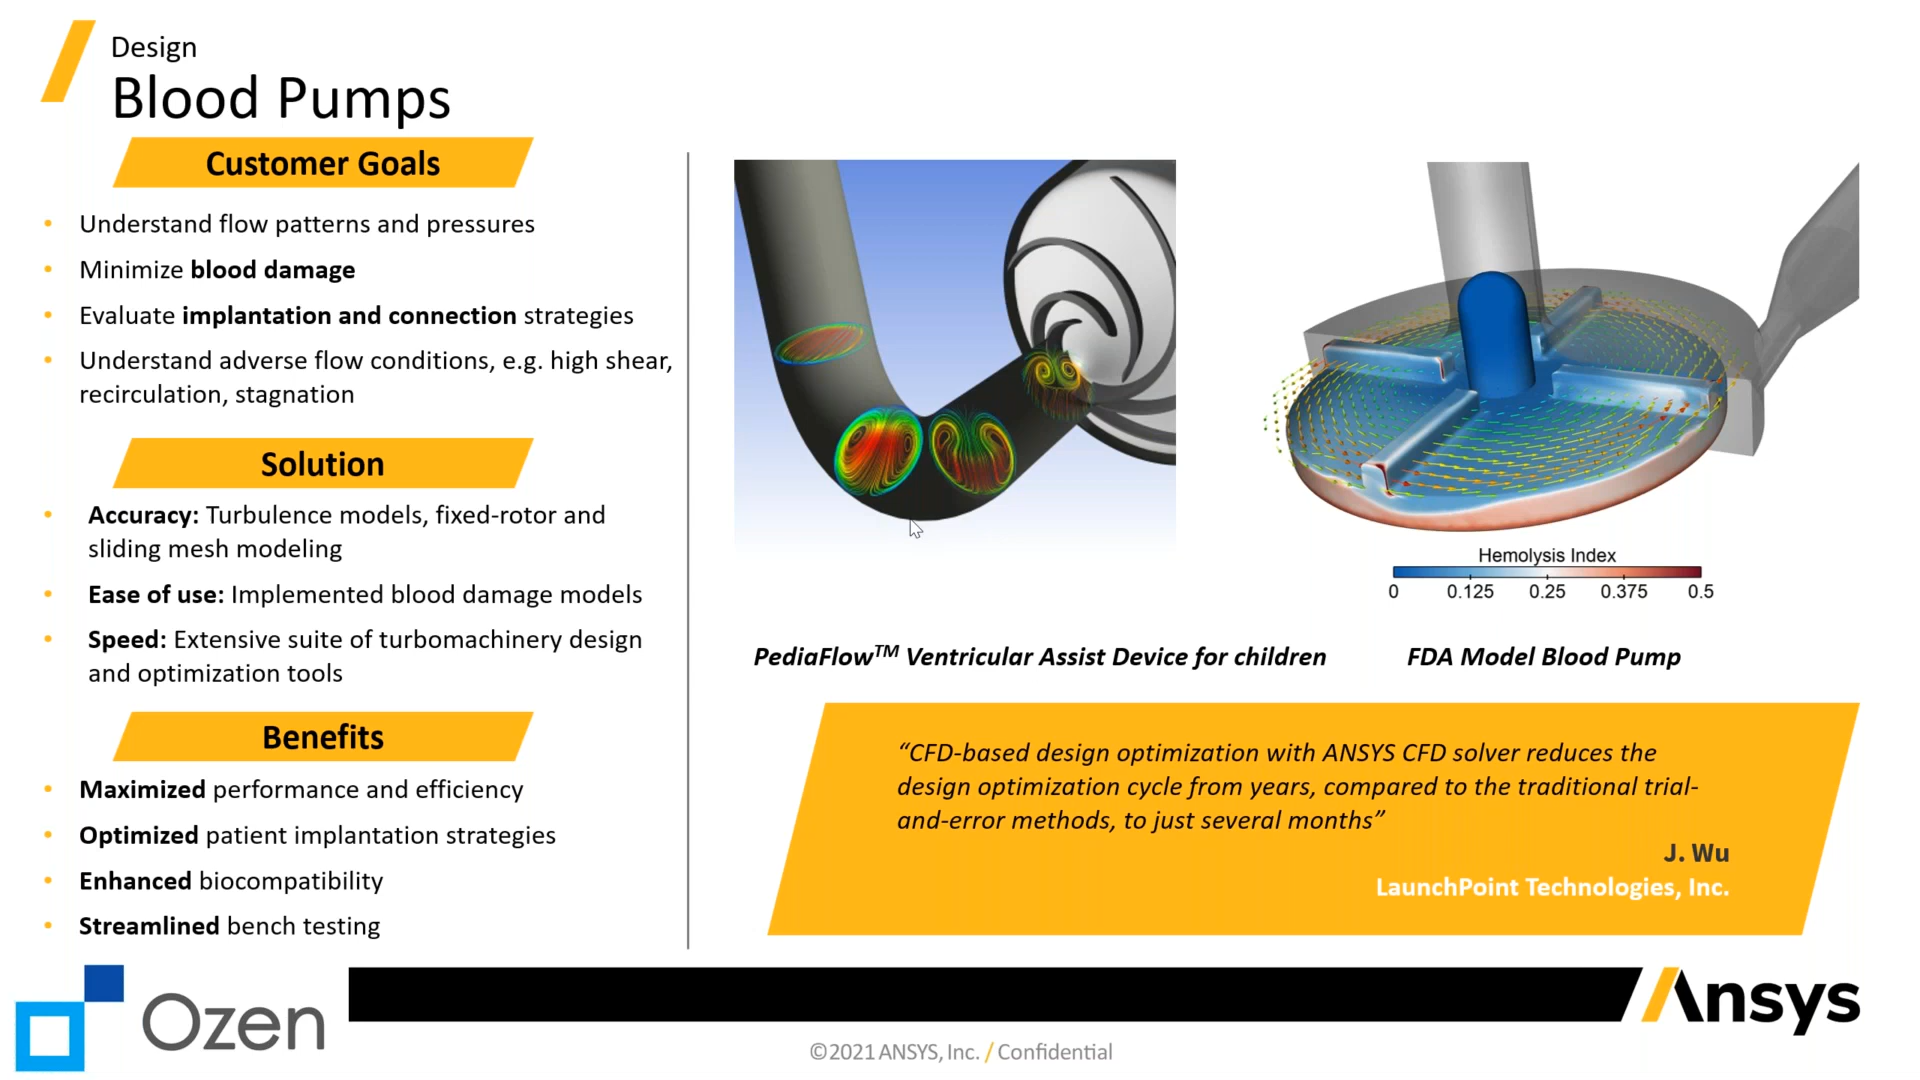 Design
Blood Pumps
Customer Goals
• Understand flow patterns and pressures
• Minimize blood damage
• Evaluate implantation and connection strategies
• Understand adverse flow conditions, e.g. high shear,
recirculation, stagnation
Solution
• Accuracy: Turbulence models, fixed-rotor and
sliding mesh modeling
• Ease of use: Implemented blood damage models
• Speed: Extensive suite of turbomachinery design
and optimization tools
Benefits
• Maximized performance and efficiency
• Optimized patient implantation strategies
• Enhanced biocompatibility
• Streamlined bench testing
Hemolysis Index
0 0.125 0.25 0.375 0.5
PediaFlow™ Ventricular Assist Device for children
FDA Model Blood Pump
“CFD-based design optimization with ANSYS CFD solver reduces the
design optimization cycle from years, compared to the traditional trial-
and-error methods, to just several months”
J. Wu
LaunchPoint Technologies, Inc.
Ozen
Ansys
©2021 ANSYS, Inc. / Confidential